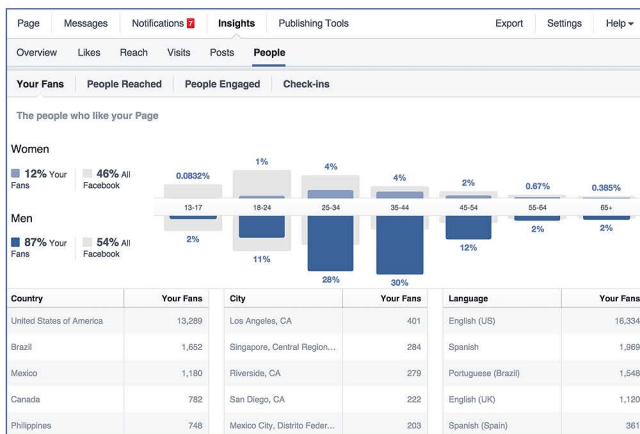 Page Messages Notifications 7 Insights Publishing Tools Export Settings Help
Overview Likes Reach Visits Posts People
Your Fans People Reached People Engaged Check-ins
The people who like your Page
Women
12% Your Fans
46% All Facebook
0.0832% 1% 4% 4% 2% 0.67% 0.385%
13-17 18-24 25-34 35-44 45-54 55-64 65+
Men
87% Your Fans
54% All Facebook
2% 11% 28% 30% 12% 2% 2%
Country Your Fans City Your Fans Language Your Fans
United States of America 13,289 Los Angeles, CA 401 English (US) 16,334
Brazil 1,652 Singapore, Central Region... 284 Spanish 1,969
Mexico 1,180 Riverside, CA 279 Portuguese (Brazil) 1,548
Canada 782 San Diego, CA 222 English (UK) 1,120
Philippines 748 Mexico City, Distrito Feder... 203 Spanish (Spain) 361